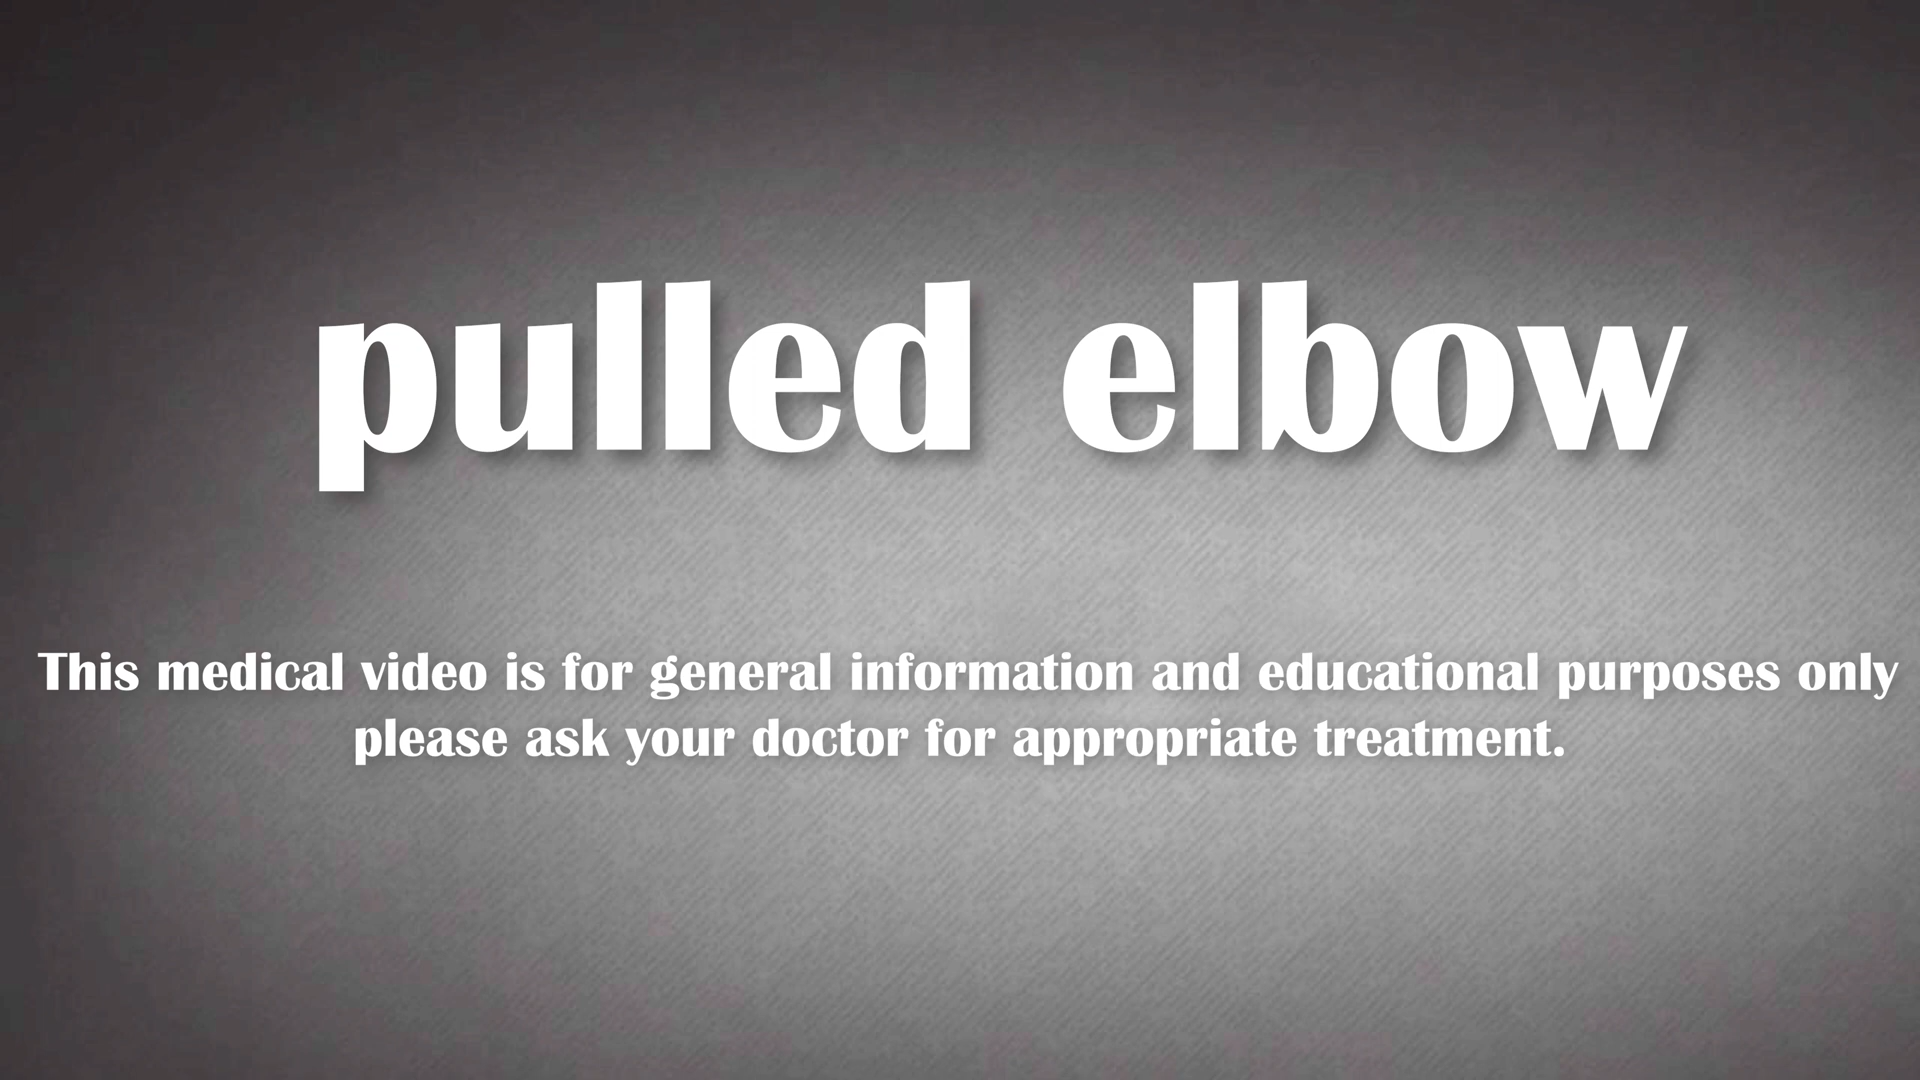 pulled elbow
This medical video is for general information and educational purposes only
please ask your doctor for appropriate treatment.